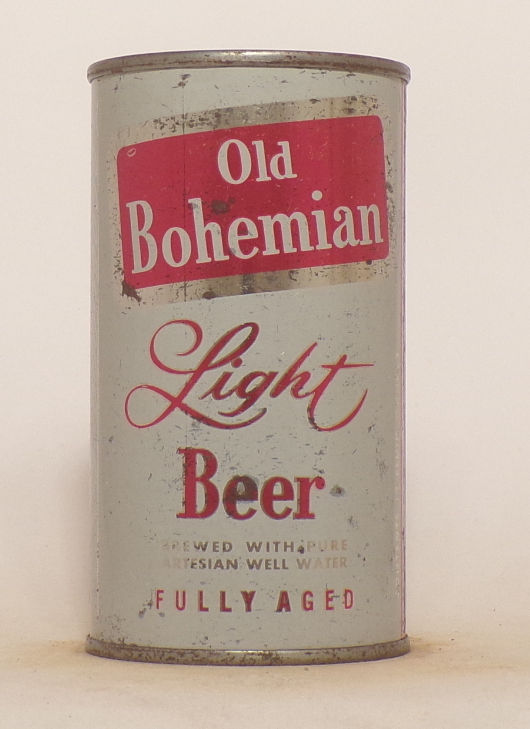 Old
Bohemian
Light
Beer
BREWED WITH PURE
ARTESIAN WELL WATER
FULLY AGED